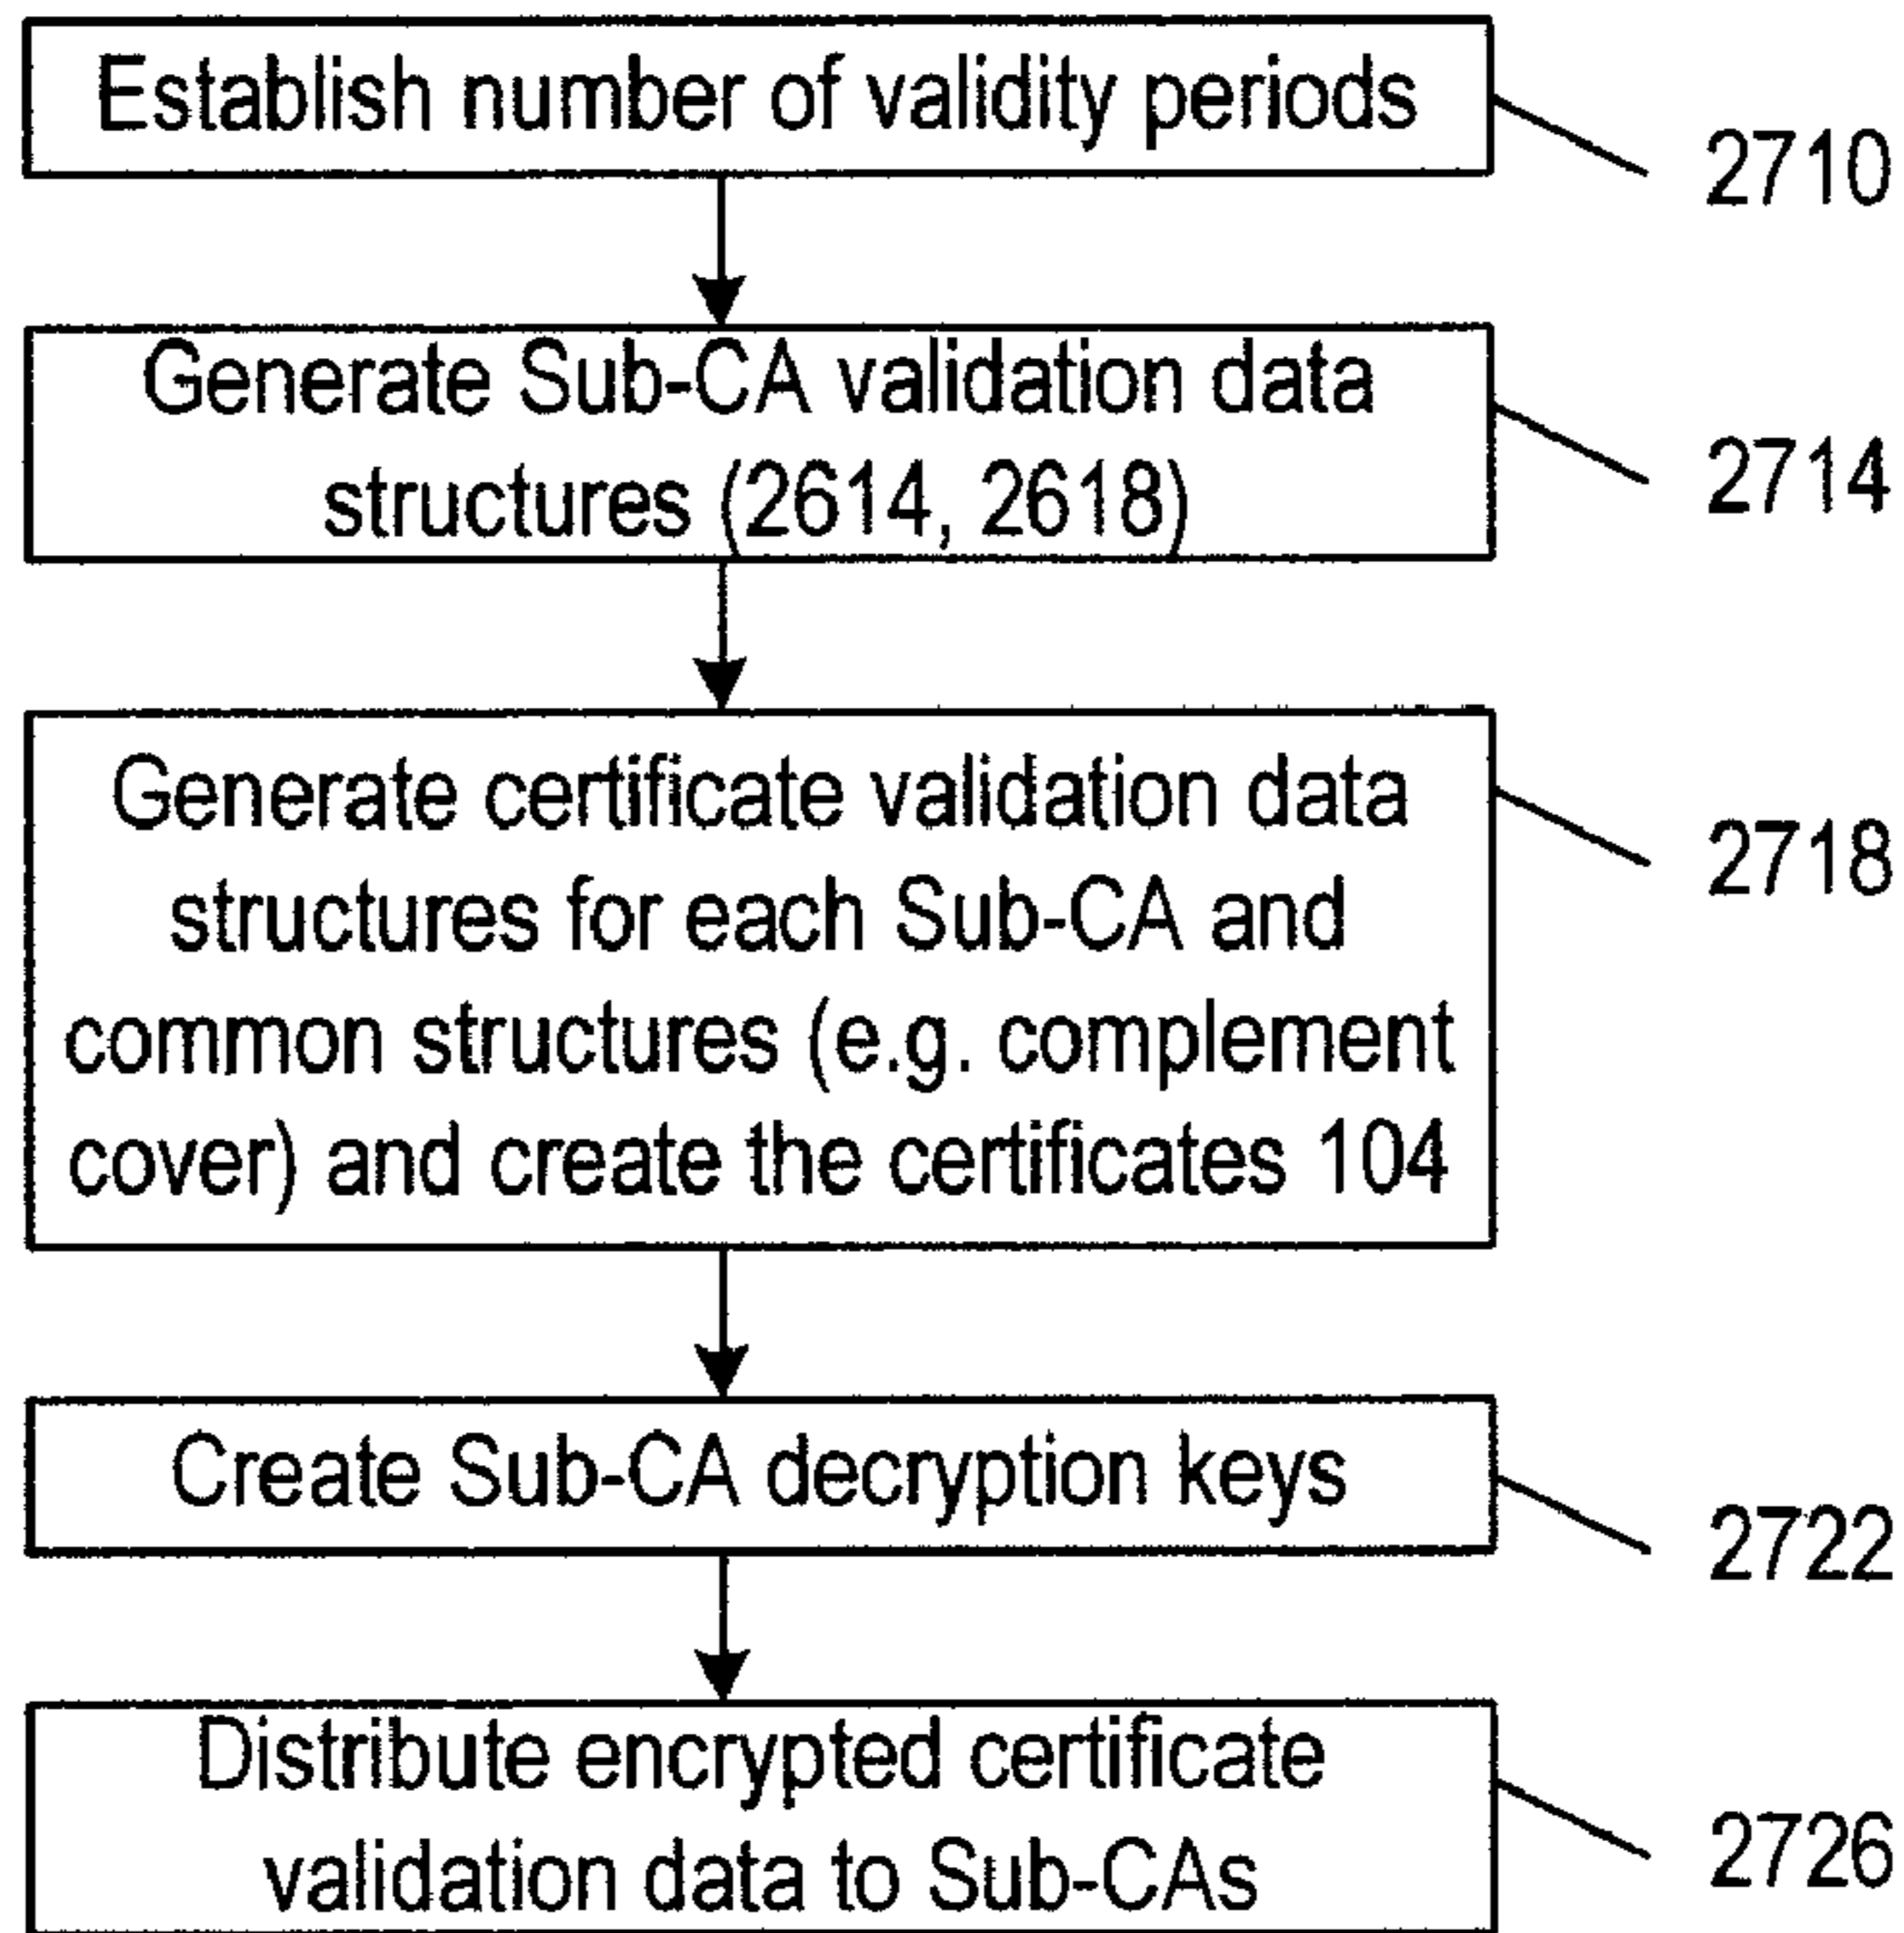 Establish number of validity periods
2710
Generate Sub-CA validation data
structures (2614, 2618)
2714
Generate certificate validation data
structures for each Sub-CA and
common structures (e.g. complement
cover) and create the certificates 104
2718
Create Sub-CA decryption keys
2722
Distribute encrypted certificate
validation data to Sub-CAs
2726